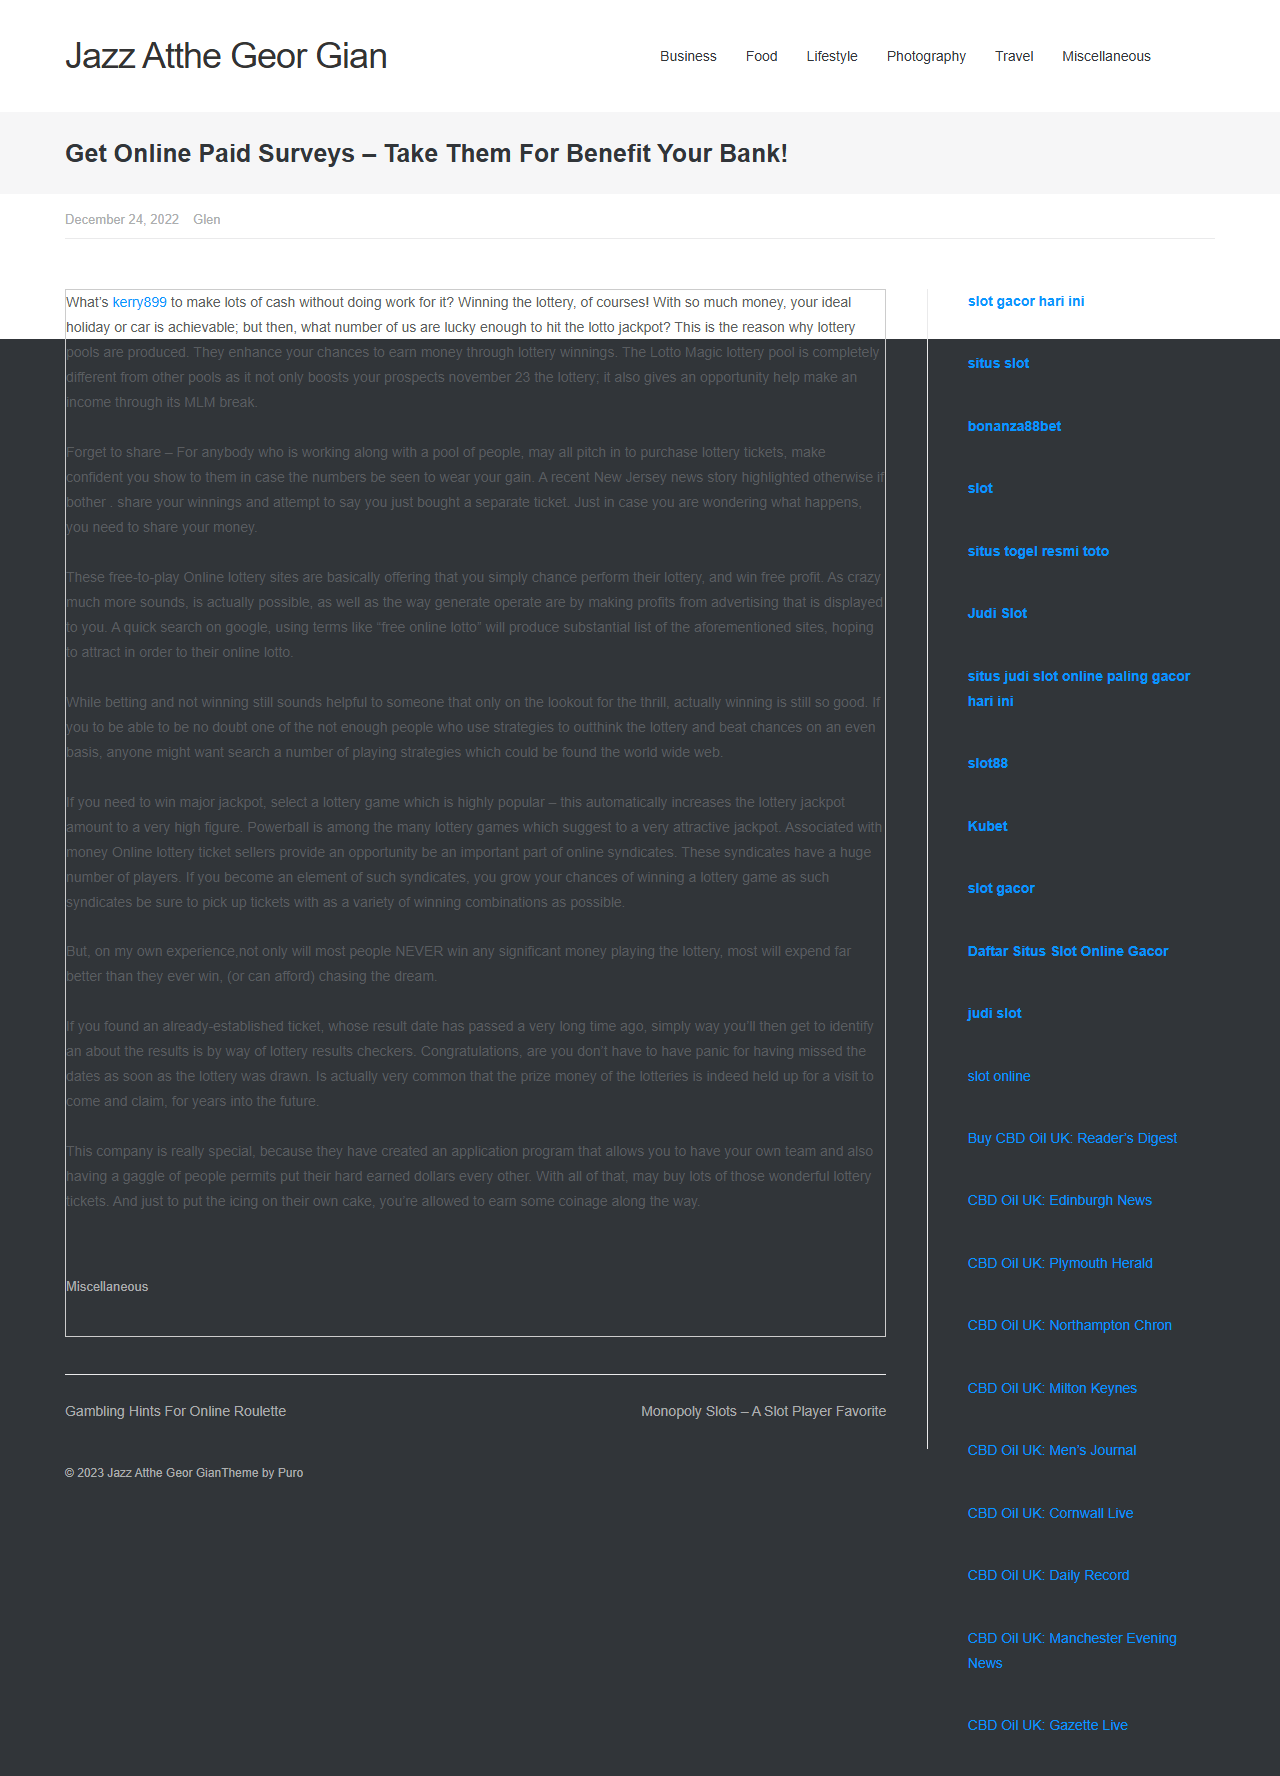 Jazz Atthe Geor Gian
Business Food Lifestyle Photography Travel Miscellaneous
Get Online Paid Surveys – Take Them For Benefit Your Bank!
December 24, 2022 Glen
What’s kerry899 to make lots of cash without doing work for it? Winning the lottery, of courses! With so much money, your ideal
holiday or car is achievable; but then, what number of us are lucky enough to hit the lotto jackpot? This is the reason why lottery
pools are produced. They enhance your chances to earn money through lottery winnings. The Lotto Magic lottery pool is completely
different from other pools as it not only boosts your prospects november 23 the lottery; it also gives an opportunity help make an
income through its MLM break.
Forget to share – For anybody who is working along with a pool of people, may all pitch in to purchase lottery tickets, make
confident you show to them in case the numbers be seen to wear your gain. A recent New Jersey news story highlighted otherwise if
bother . share your winnings and attempt to say you just bought a separate ticket. Just in case you are wondering what happens,
you need to share your money.
These free-to-play Online lottery sites are basically offering that you simply chance perform their lottery, and win free profit. As crazy
much more sounds, is actually possible, as well as the way generate operate are by making profits from advertising that is displayed
to you. A quick search on google, using terms like “free online lotto” will produce substantial list of the aforementioned sites, hoping
to attract in order to their online lotto.
While betting and not winning still sounds helpful to someone that only on the lookout for the thrill, actually winning is still so good. If
you to be able to be no doubt one of the not enough people who use strategies to outthink the lottery and beat chances on an even
basis, anyone might want search a number of playing strategies which could be found the world wide web.
If you need to win major jackpot, select a lottery game which is highly popular – this automatically increases the lottery jackpot
amount to a very high figure. Powerball is among the many lottery games which suggest to a very attractive jackpot. Associated with
money Online lottery ticket sellers provide an opportunity be an important part of online syndicates. These syndicates have a huge
number of players. If you become an element of such syndicates, you grow your chances of winning a lottery game as such
syndicates be sure to pick up tickets with as a variety of winning combinations as possible.
But, on my own experience,not only will most people NEVER win any significant money playing the lottery, most will expend far
better than they ever win, (or can afford) chasing the dream.
If you found an already-established ticket, whose result date has passed a very long time ago, simply way you’ll then get to identify
an about the results is by way of lottery results checkers. Congratulations, are you don’t have to have panic for having missed the
dates as soon as the lottery was drawn. Is actually very common that the prize money of the lotteries is indeed held up for a visit to
come and claim, for years into the future.
This company is really special, because they have created an application program that allows you to have your own team and also
having a gaggle of people permits put their hard earned dollars every other. With all of that, may buy lots of those wonderful lottery
tickets. And just to put the icing on their own cake, you’re allowed to earn some coinage along the way.
Miscellaneous
Gambling Hints For Online Roulette
Monopoly Slots – A Slot Player Favorite
slot gacor hari ini
situs slot
bonanza88bet
slot
situs togel resmi toto
Judi Slot
situs judi slot online paling gacor
hari ini
slot88
Kubet
slot gacor
Daftar Situs Slot Online Gacor
judi slot
slot online
Buy CBD Oil UK: Reader’s Digest
CBD Oil UK: Edinburgh News
CBD Oil UK: Plymouth Herald
CBD Oil UK: Northampton Chron
CBD Oil UK: Milton Keynes
CBD Oil UK: Men’s Journal
CBD Oil UK: Cornwall Live
CBD Oil UK: Daily Record
CBD Oil UK: Manchester Evening
News
CBD Oil UK: Gazette Live
© 2023 Jazz Atthe Geor GianTheme by Puro